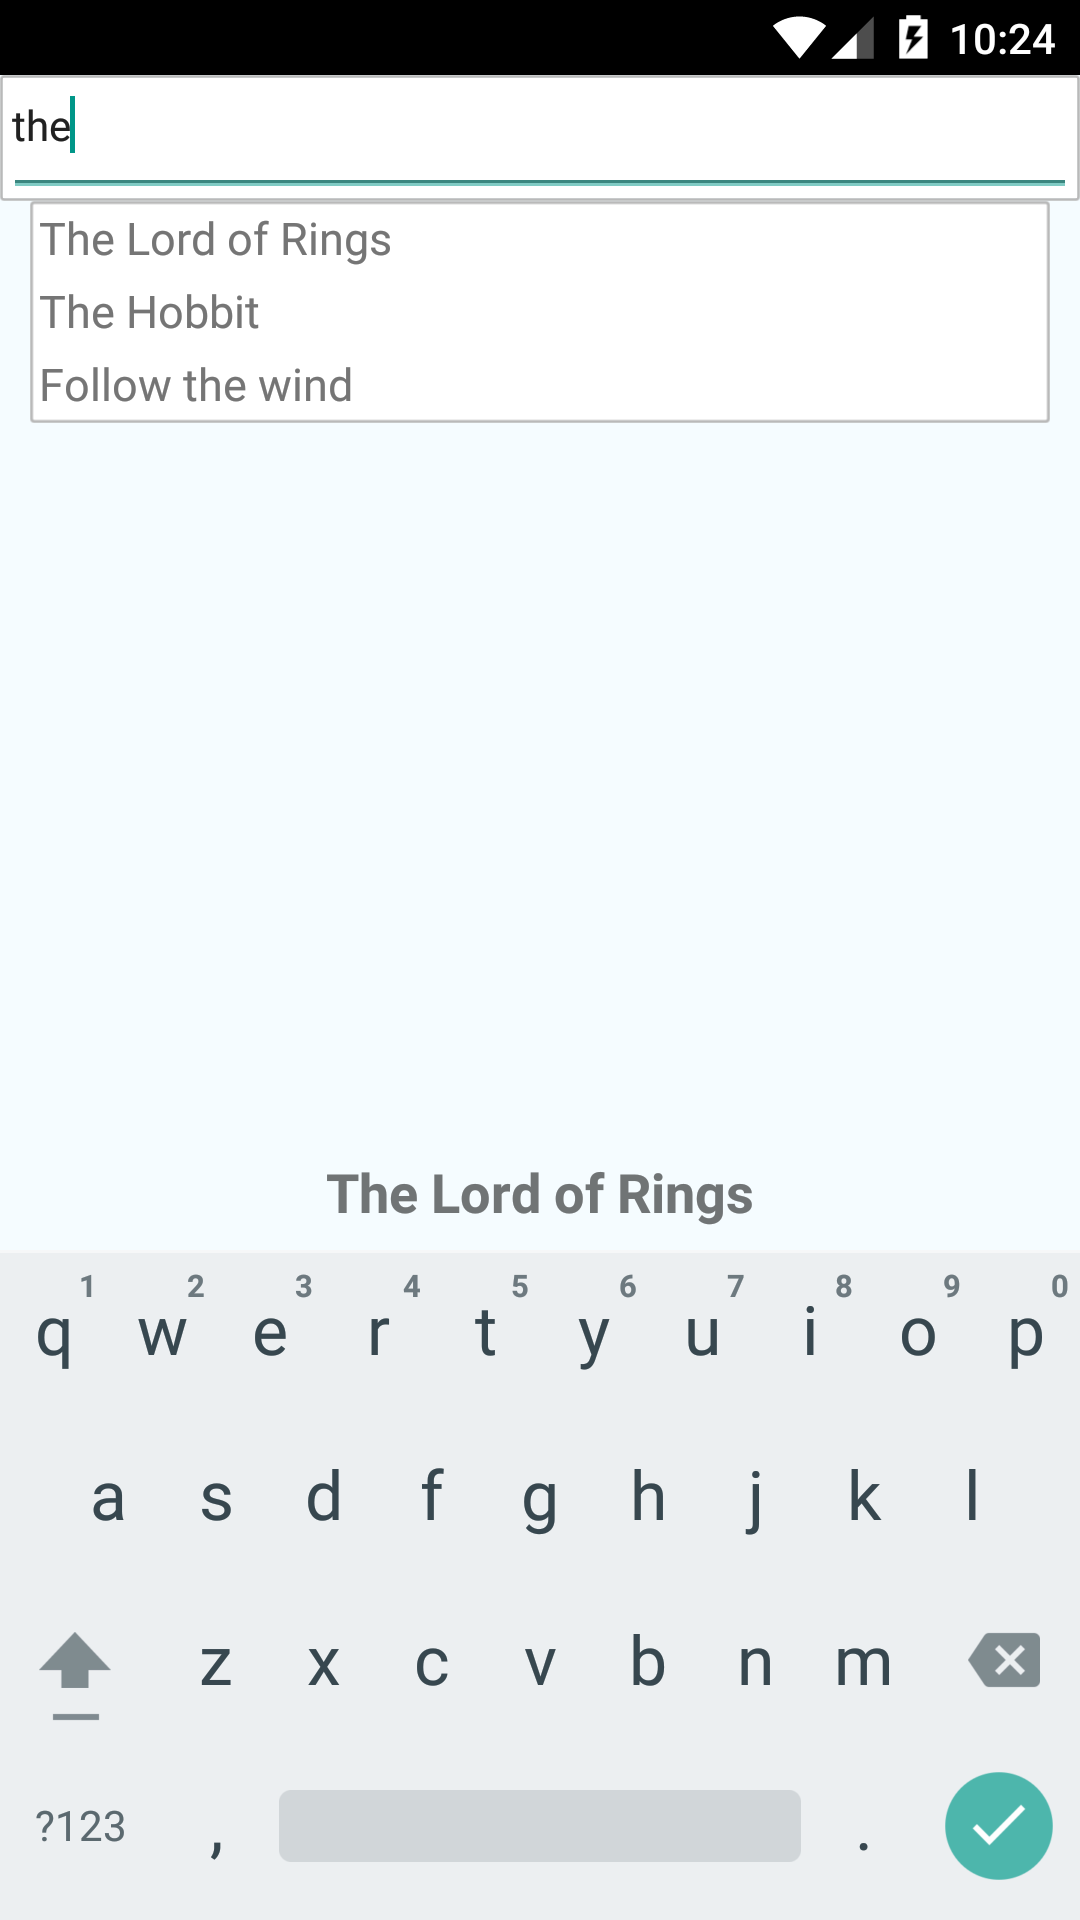 10:24
the
The Lord of Rings
The Hobbit
Follow the wind
The Lord of Rings
1 2 3 4 5 6 7 8 9 0
q w e r t y u i o p
a s d f g h j k l
z x c v b n m
?123 , .